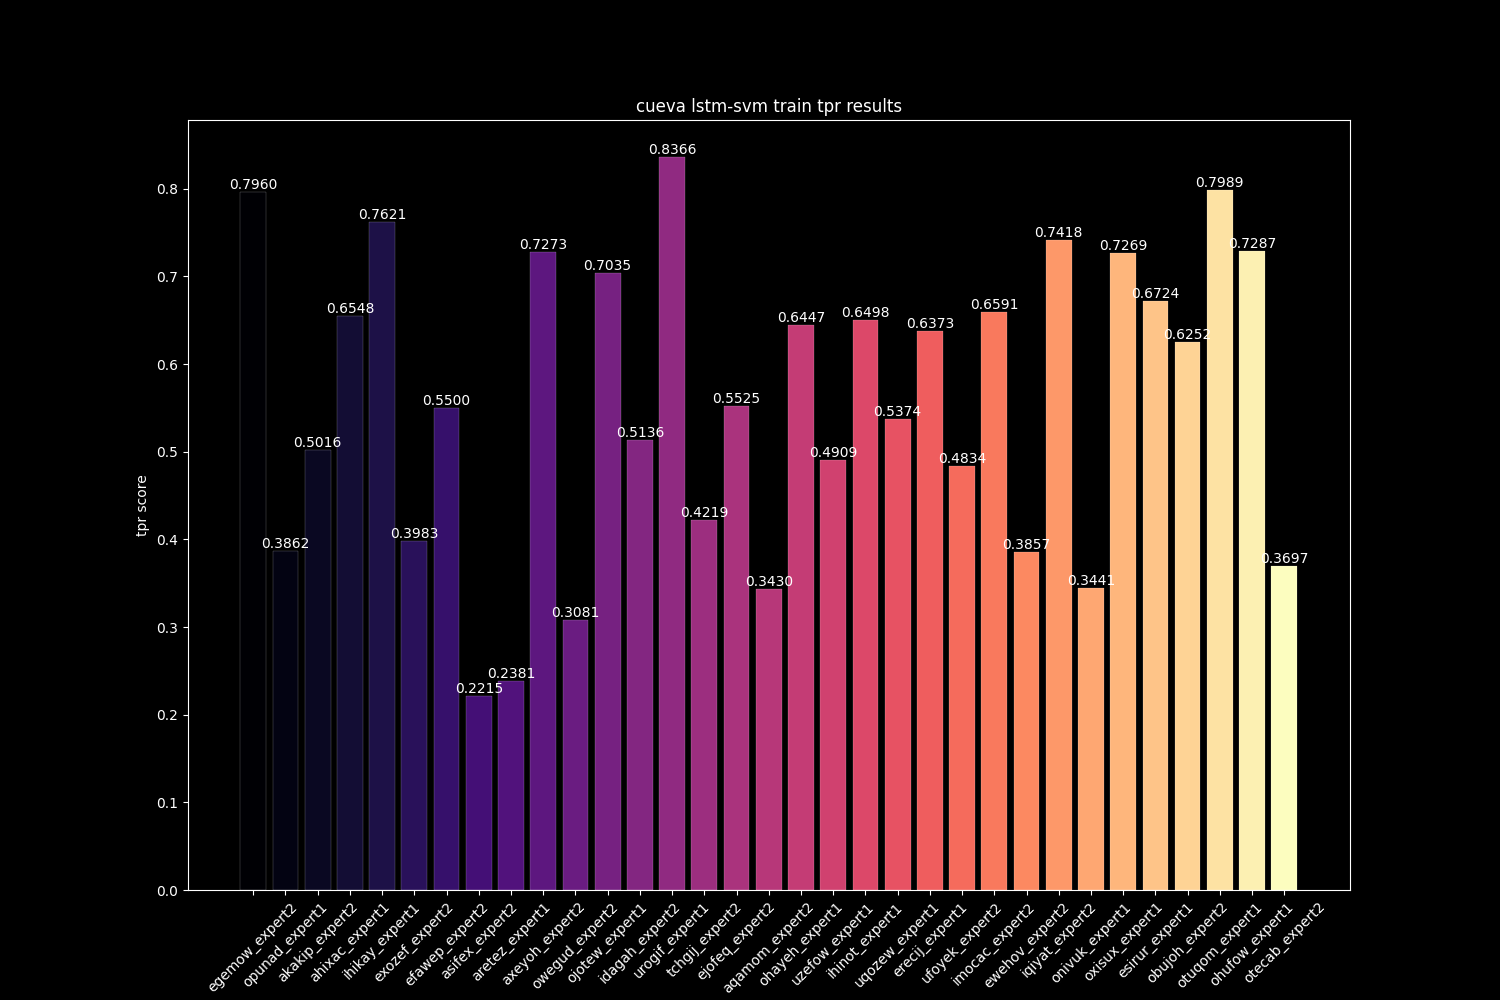 cueva lstm-svm train tpr results
tpr score
0.8
0.7
0.6
0.5
0.4
0.3
0.2
0.1
0.0
0.7960
0.3862
0.5016
0.6548
0.7621
0.3983
0.5500
0.2215
0.2381
0.7273
0.3081
0.7035
0.5136
0.8366
0.4219
0.5525
0.3430
0.6447
0.4909
0.6498
0.5374
0.6373
0.4834
0.6591
0.3857
0.7418
0.3441
0.7269
0.6724
0.6252
0.7989
0.7287
0.3697
egemow_expert2
opunad_expert1
akakip_expert2
ahixac_expert1
ihikay_expert1
exozef_expert2
efawep_expert2
asifex_expert2
aretez_expert1
axeyoh_expert2
owegud_expert2
ojotew_expert1
idagah_expert2
urogif_expert1
tchgij_expert2
ejofeq_expert2
aqamom_expert2
ohayeh_expert1
uzefow_expert1
ihinot_expert1
uqozew_expert1
erecij_expert1
ufoyek_expert2
imocac_expert2
ewehov_expert2
iqiyat_expert2
onivuk_expert1
oxisux_expert1
esirur_expert1
obujoh_expert2
otuqom_expert1
ohufow_expert1
otecab_expert2